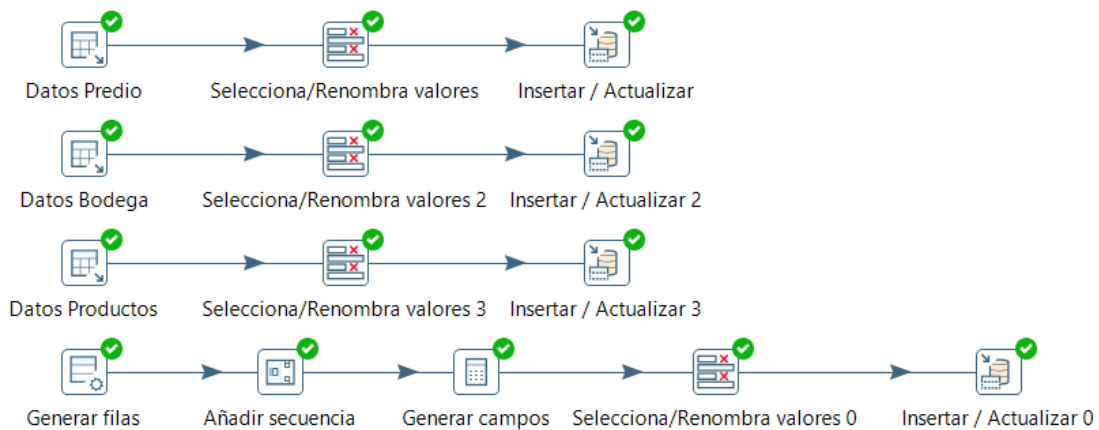 Datos Predio Selecciona/Renombra valores Insertar / Actualizar
Datos Bodega Selecciona/Renombra valores 2 Insertar / Actualizar 2
Datos Productos Selecciona/Renombra valores 3 Insertar / Actualizar 3
Generar filas Añadir secuencia Generar campos Selecciona/Renombra valores 0 Insertar / Actualizar 0